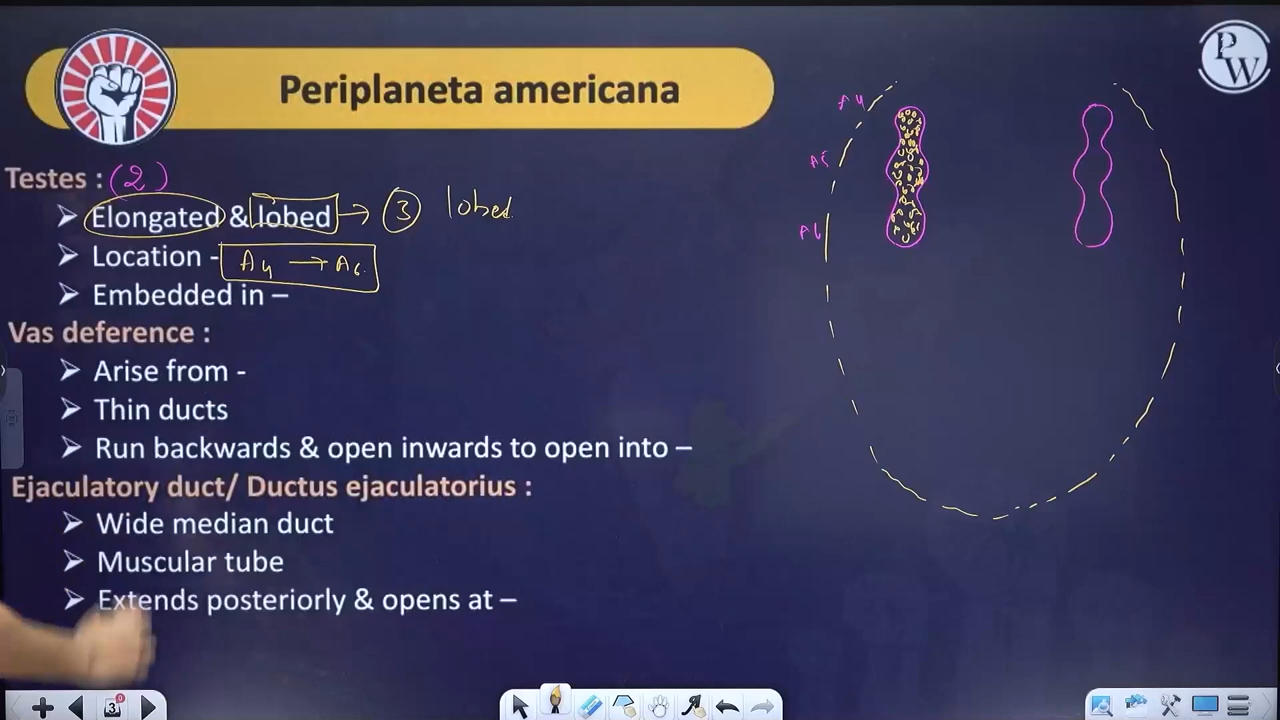 Periplaneta americana
PW
Testes : (2)
➤ Elongated & lobed → 3 lobed
➤ Location - A4 → A6
➤ Embedded in –
Vas deference :
➤ Arise from -
➤ Thin ducts
➤ Run backwards & open inwards to open into –
Ejaculatory duct/ Ductus ejaculatorius :
➤ Wide median duct
➤ Muscular tube
➤ Extends posteriorly & opens at –
A4
A5
A6
3
0